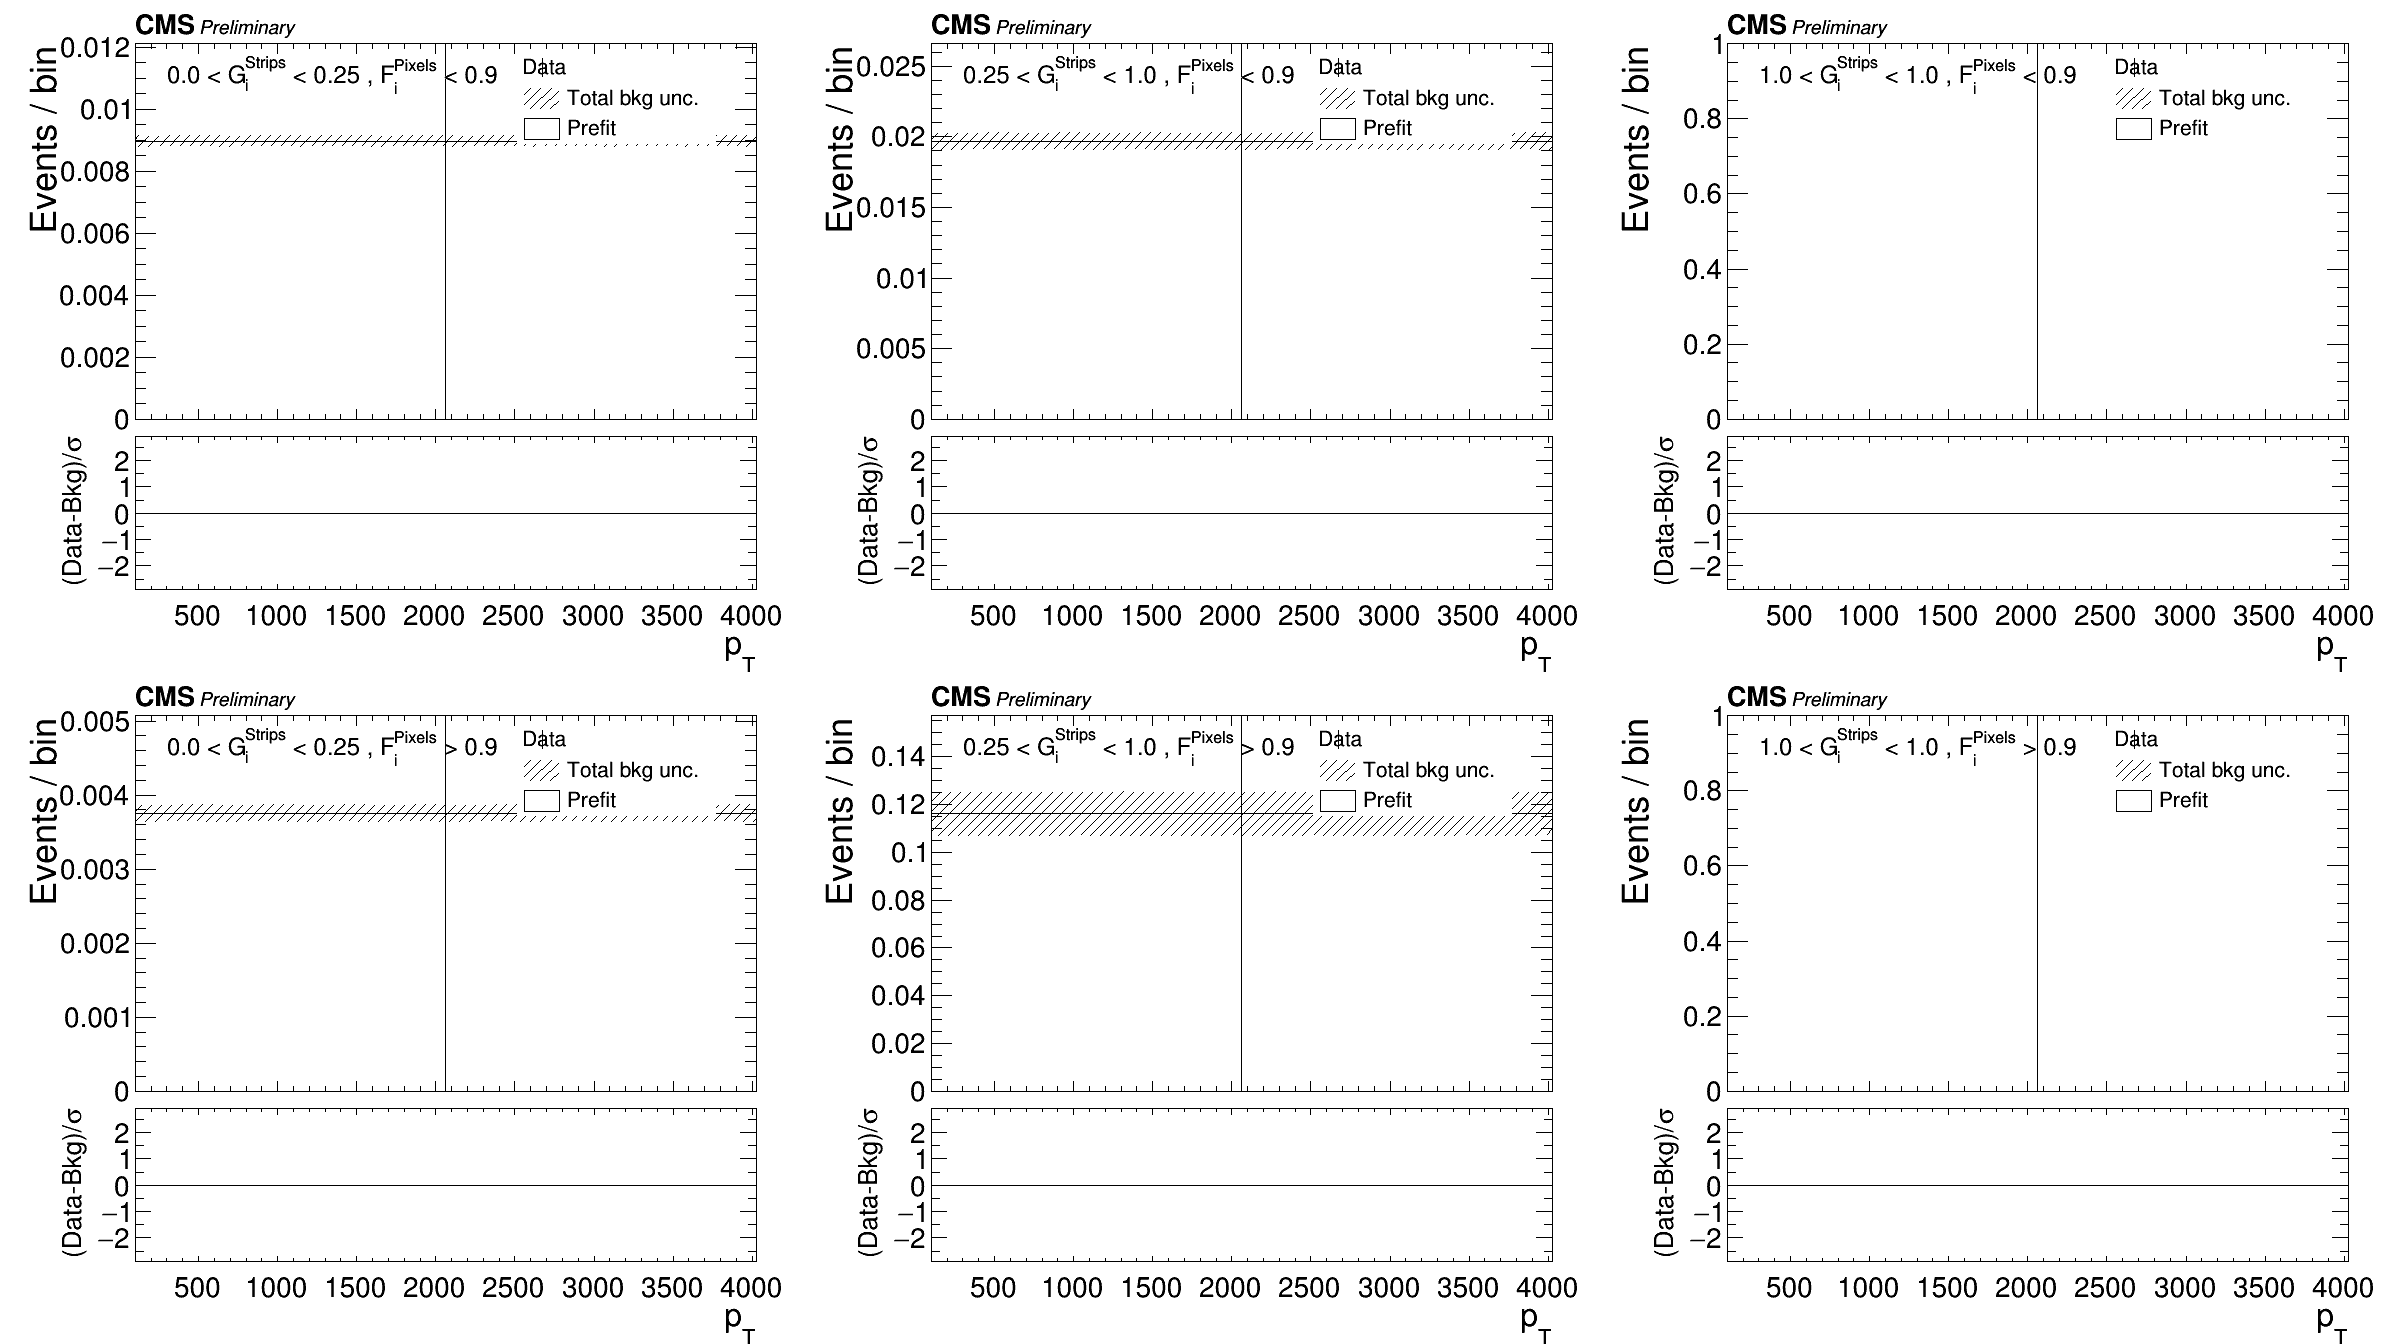 CMS Preliminary
Events / bin
0.012
0.01
0.008
0.006
0.004
0.002
0
0.0 < G_i^Strips < 0.25 , F_i^Pixels < 0.9
Data
Total bkg unc.
Prefit
(Data-Bkg)/σ
2
1
0
−1
−2
500 1000 1500 2000 2500 3000 3500 4000
p_T
CMS Preliminary
Events / bin
0.025
0.02
0.015
0.01
0.005
0
0.25 < G_i^Strips < 1.0 , F_i^Pixels < 0.9
Data
Total bkg unc.
Prefit
(Data-Bkg)/σ
2
1
0
−1
−2
500 1000 1500 2000 2500 3000 3500 4000
p_T
CMS Preliminary
Events / bin
1
0.8
0.6
0.4
0.2
0
1.0 < G_i^Strips < 1.0 , F_i^Pixels < 0.9
Data
Total bkg unc.
Prefit
(Data-Bkg)/σ
2
1
0
−1
−2
500 1000 1500 2000 2500 3000 3500 4000
p_T
CMS Preliminary
Events / bin
0.005
0.004
0.003
0.002
0.001
0
0.0 < G_i^Strips < 0.25 , F_i^Pixels > 0.9
Data
Total bkg unc.
Prefit
(Data-Bkg)/σ
2
1
0
−1
−2
500 1000 1500 2000 2500 3000 3500 4000
p_T
CMS Preliminary
Events / bin
0.14
0.12
0.1
0.08
0.06
0.04
0.02
0
0.25 < G_i^Strips < 1.0 , F_i^Pixels > 0.9
Data
Total bkg unc.
Prefit
(Data-Bkg)/σ
2
1
0
−1
−2
500 1000 1500 2000 2500 3000 3500 4000
p_T
CMS Preliminary
Events / bin
1
0.8
0.6
0.4
0.2
0
1.0 < G_i^Strips < 1.0 , F_i^Pixels > 0.9
Data
Total bkg unc.
Prefit
(Data-Bkg)/σ
2
1
0
−1
−2
500 1000 1500 2000 2500 3000 3500 4000
p_T